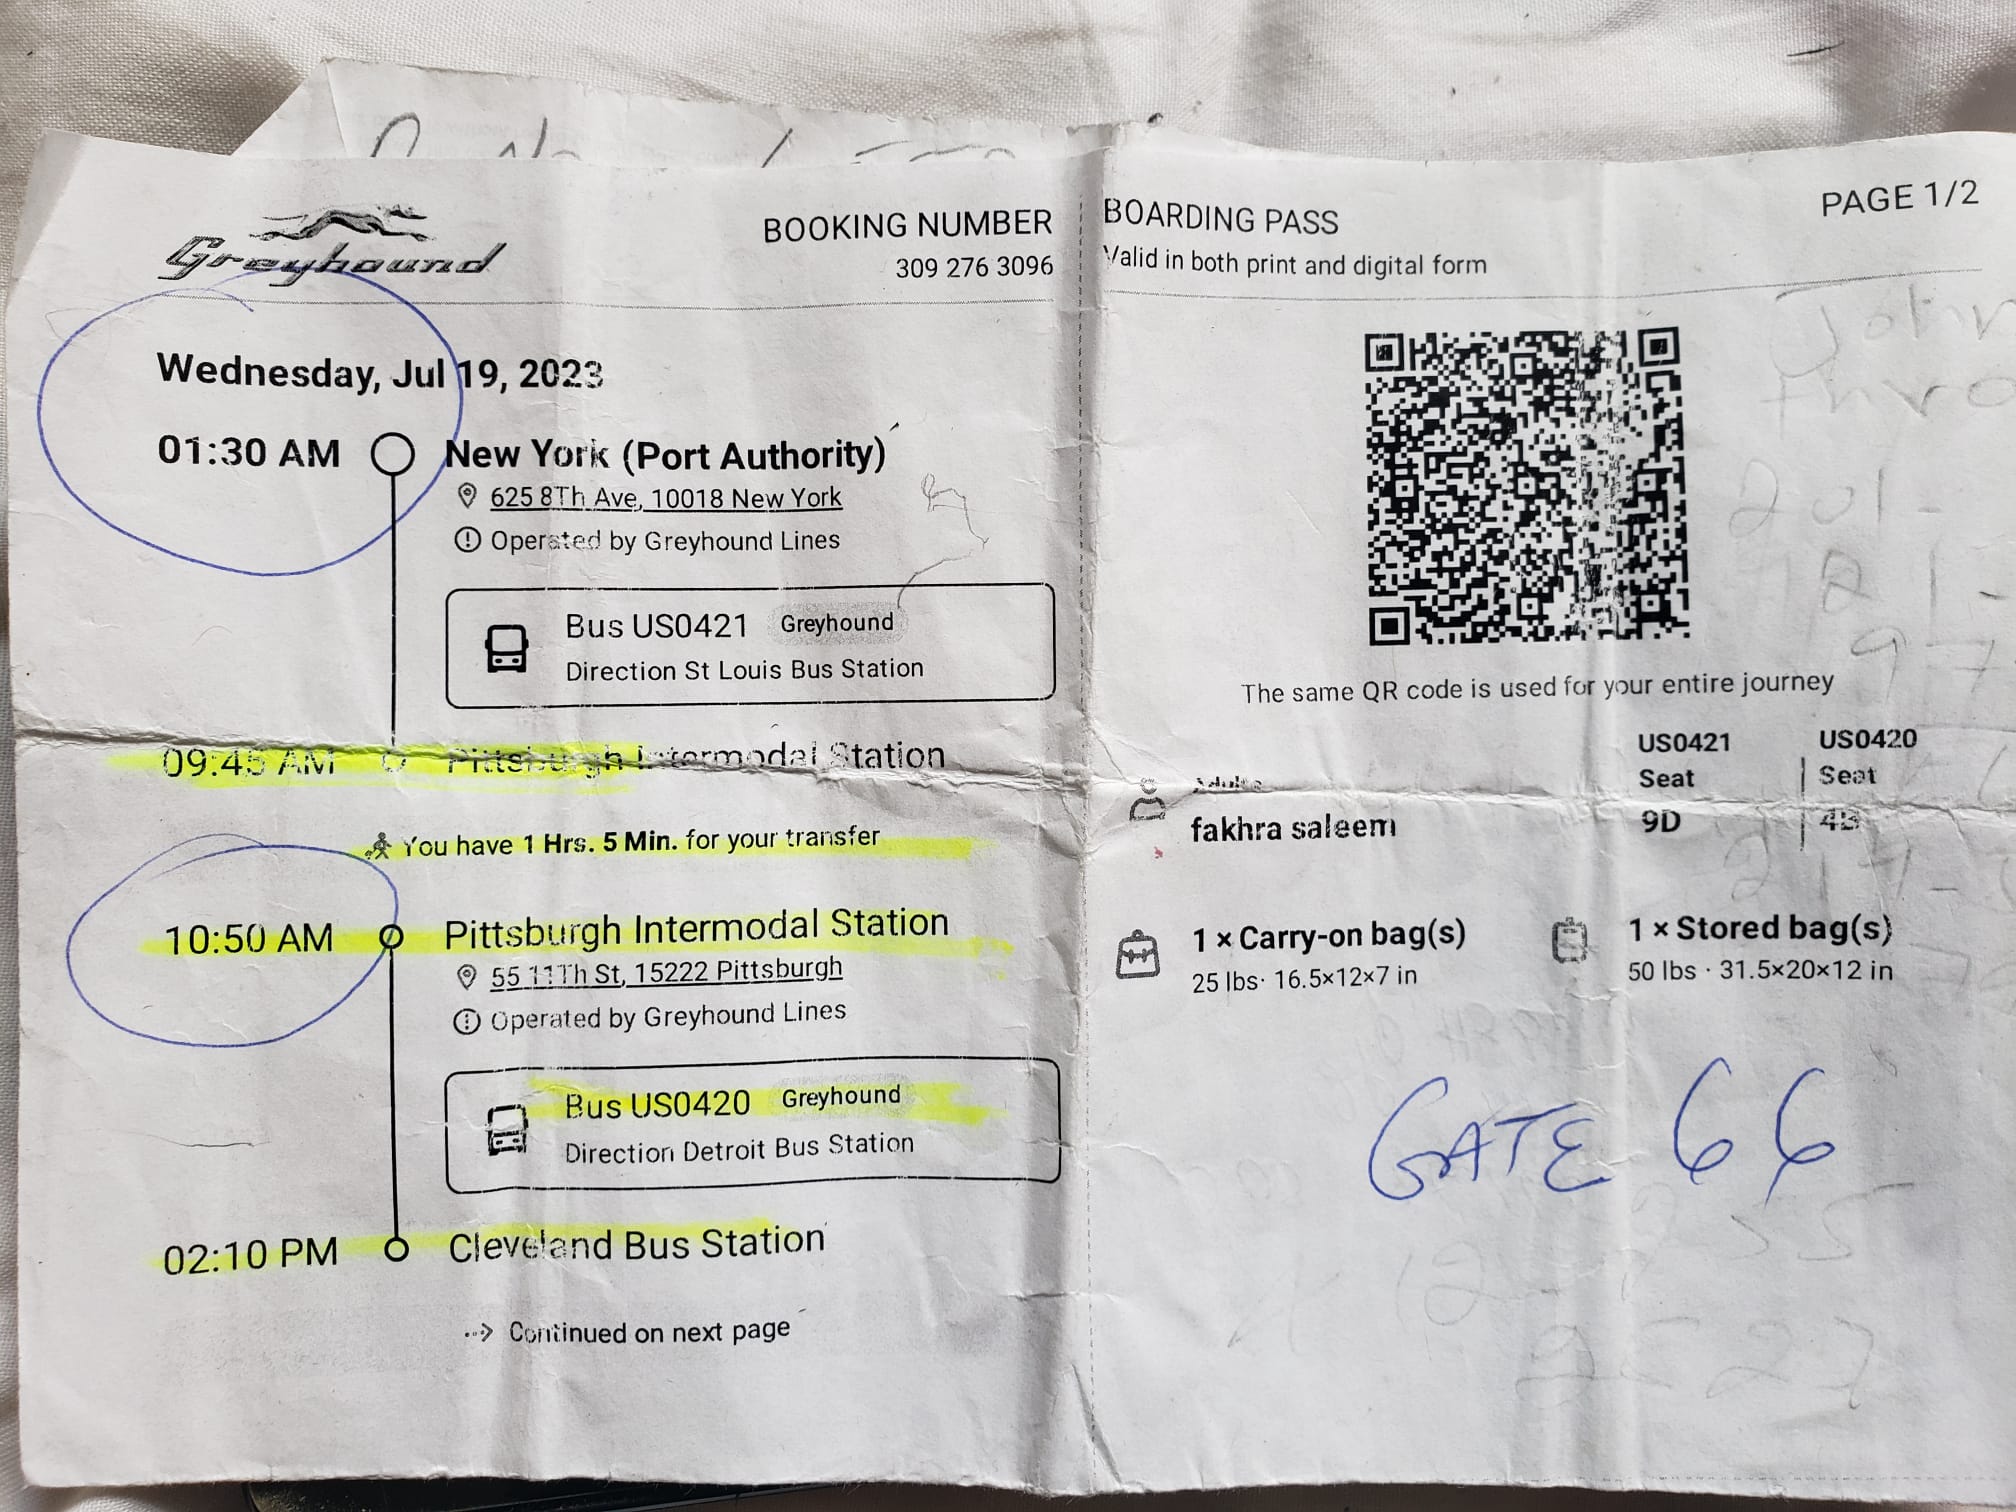 Greyhound
BOOKING NUMBER
309 276 3096
Wednesday, Jul 19, 2023
01:30 AM New York (Port Authority)
625 8Th Ave, 10018 New York
Operated by Greyhound Lines
Bus US0421 Greyhound
Direction St Louis Bus Station
09:45 AM Pittsburgh Intermodal Station
You have 1 Hrs. 5 Min. for your transfer
10:50 AM Pittsburgh Intermodal Station
55 11Th St, 15222 Pittsburgh
Operated by Greyhound Lines
Bus US0420 Greyhound
Direction Detroit Bus Station
02:10 PM Cleveland Bus Station
Continued on next page
BOARDING PASS
PAGE 1/2
Valid in both print and digital form
The same QR code is used for your entire journey
US0421 US0420
Seat Seat
fakhra saleem 9D 4B
1 × Carry-on bag(s) 1 × Stored bag(s)
25 lbs· 16.5×12×7 in 50 lbs · 31.5×20×12 in
GATE 66